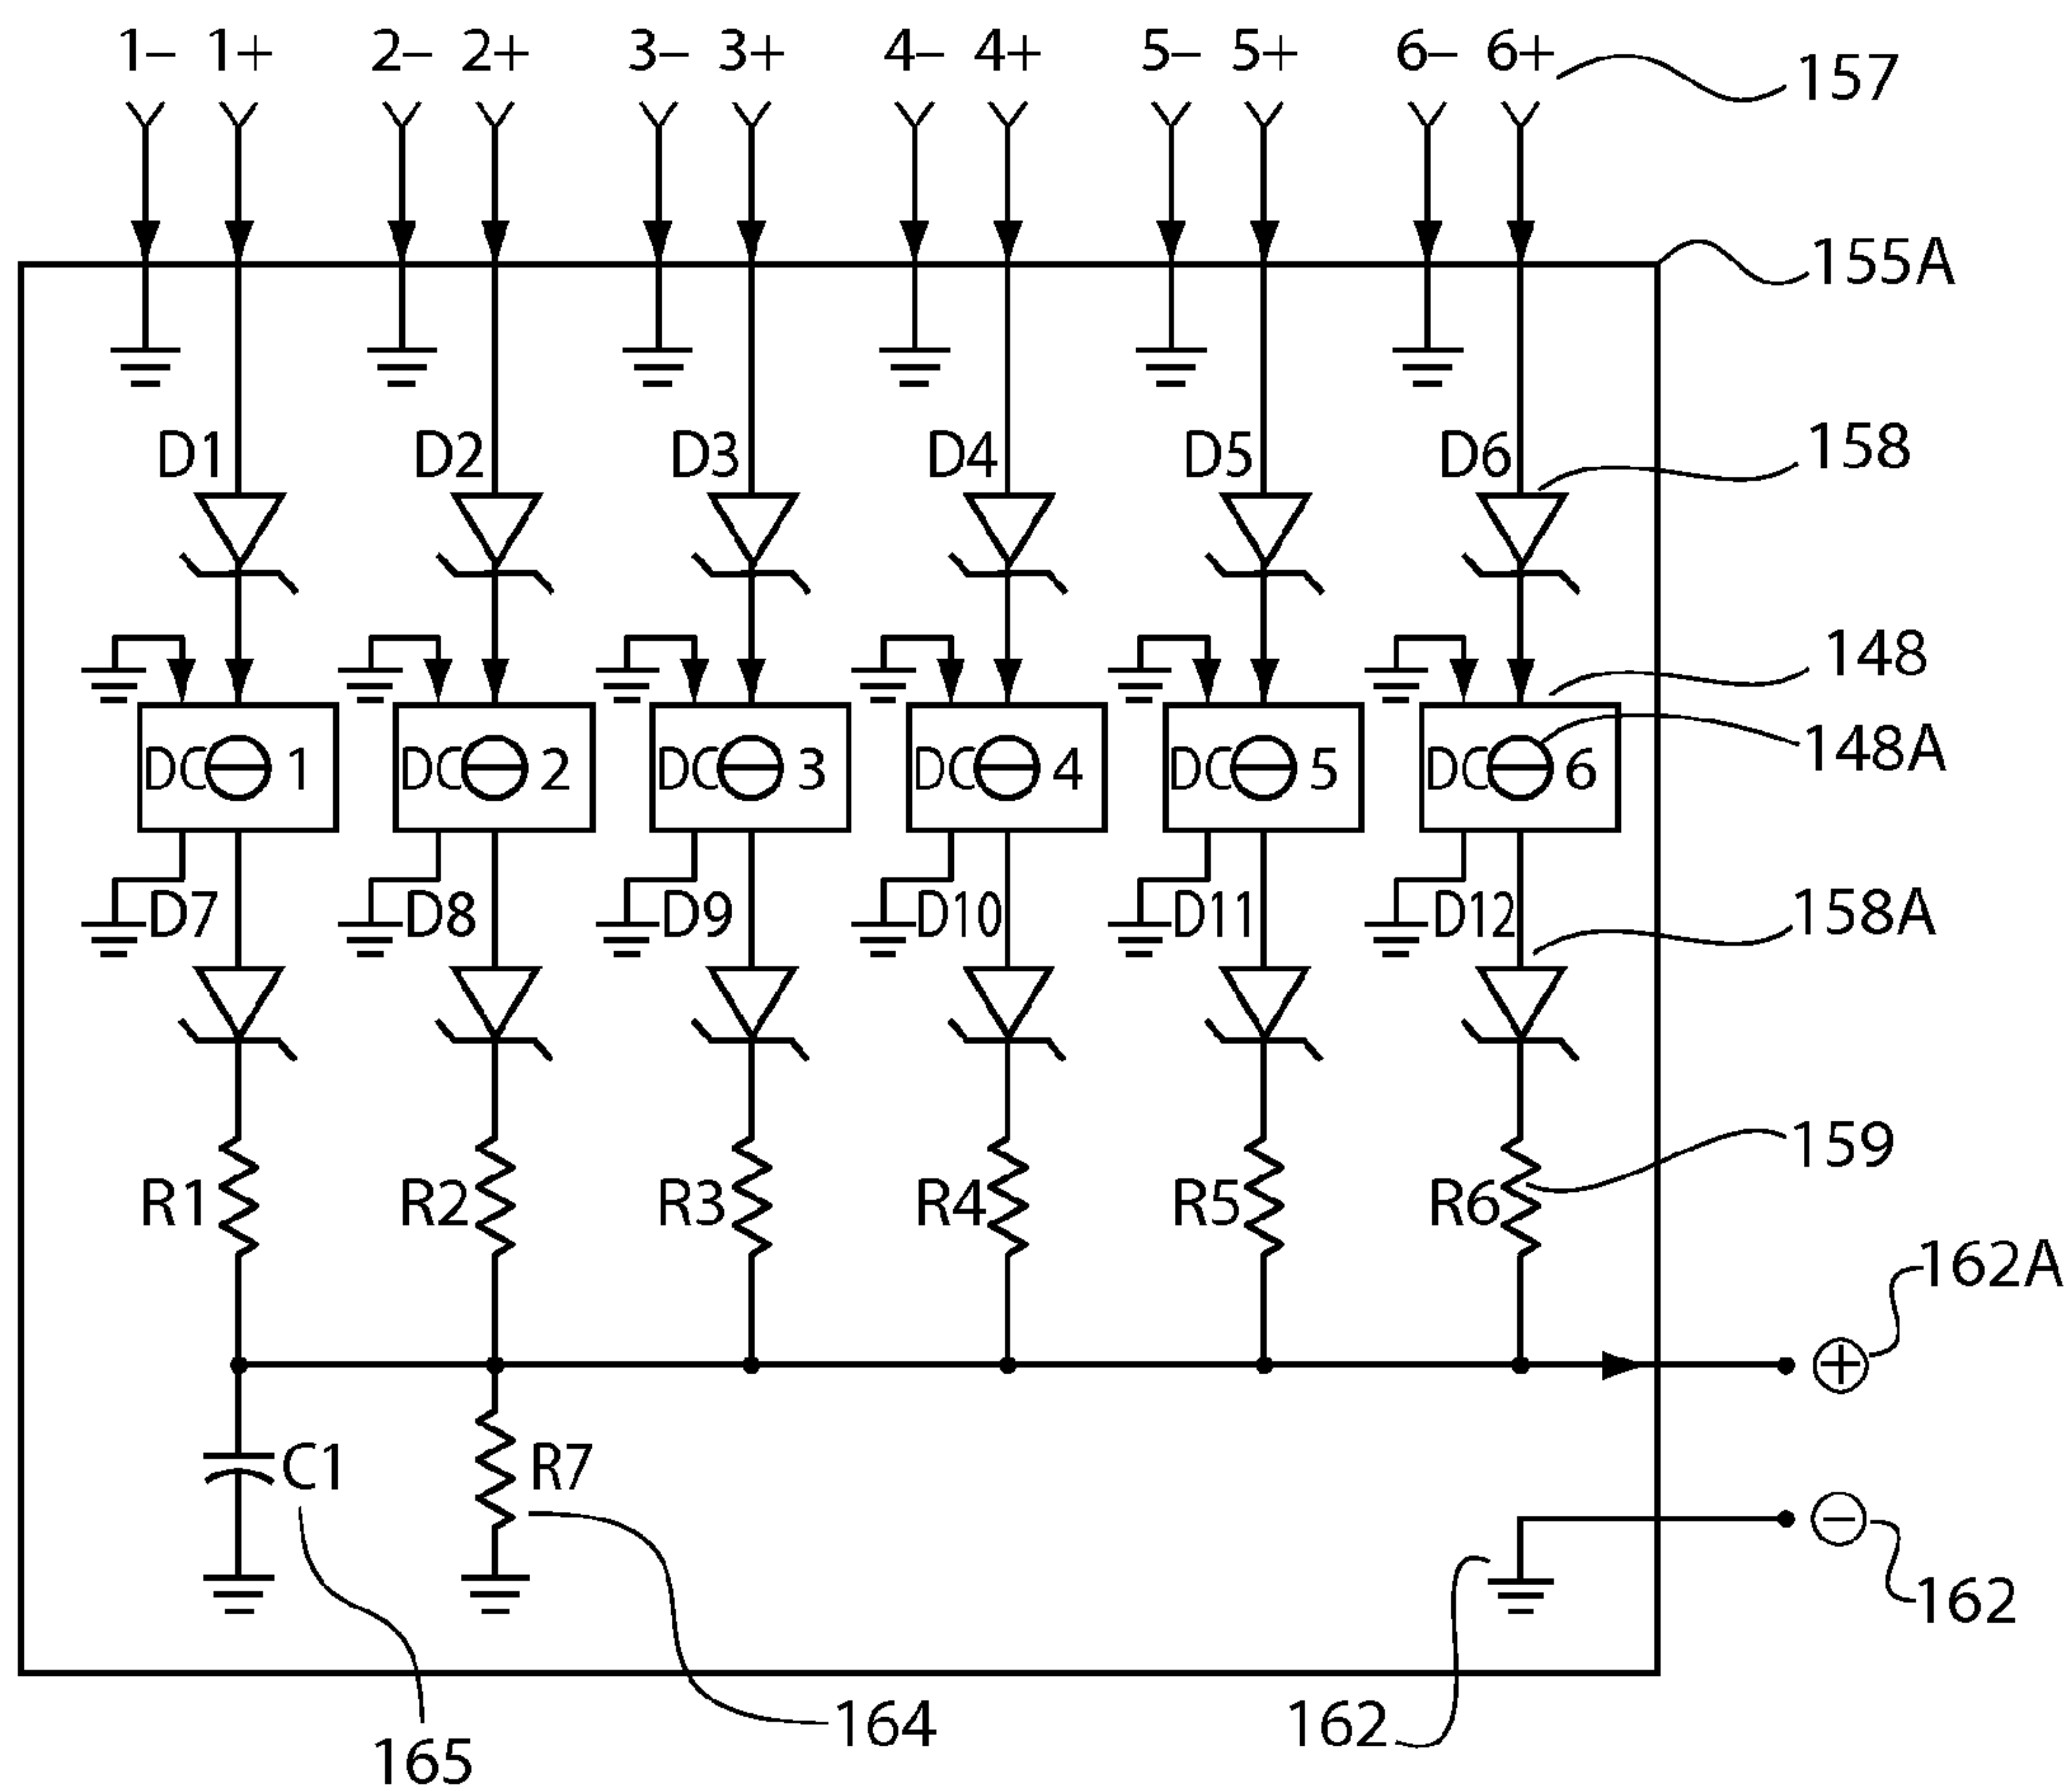 1– 1+ 2– 2+ 3– 3+ 4– 4+ 5– 5+ 6– 6+ 157
155A
D1 D2 D3 D4 D5 D6 158
148
DC 1 DC 2 DC 3 DC 4 DC 5 DC 6 148A
D7 D8 D9 D10 D11 D12 158A
159
R1 R2 R3 R4 R5 R6
162A
+
C1 R7
–
162
164 162
165